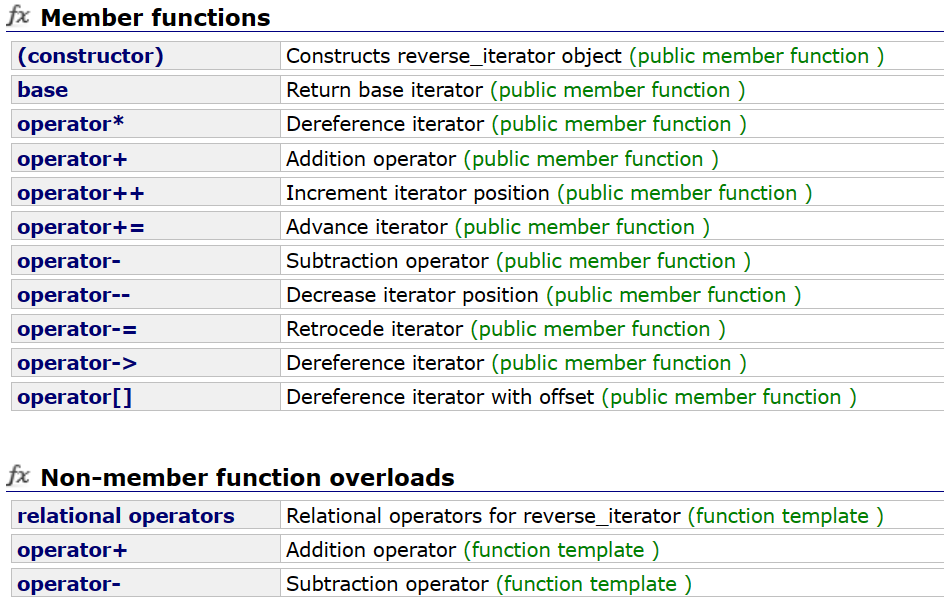 fx Member functions
(constructor) Constructs reverse_iterator object (public member function )
base Return base iterator (public member function )
operator* Dereference iterator (public member function )
operator+ Addition operator (public member function )
operator++ Increment iterator position (public member function )
operator+= Advance iterator (public member function )
operator- Subtraction operator (public member function )
operator-- Decrease iterator position (public member function )
operator-= Retrocede iterator (public member function )
operator-> Dereference iterator (public member function )
operator[] Dereference iterator with offset (public member function )
fx Non-member function overloads
relational operators Relational operators for reverse_iterator (function template )
operator+ Addition operator (function template )
operator- Subtraction operator (function template )